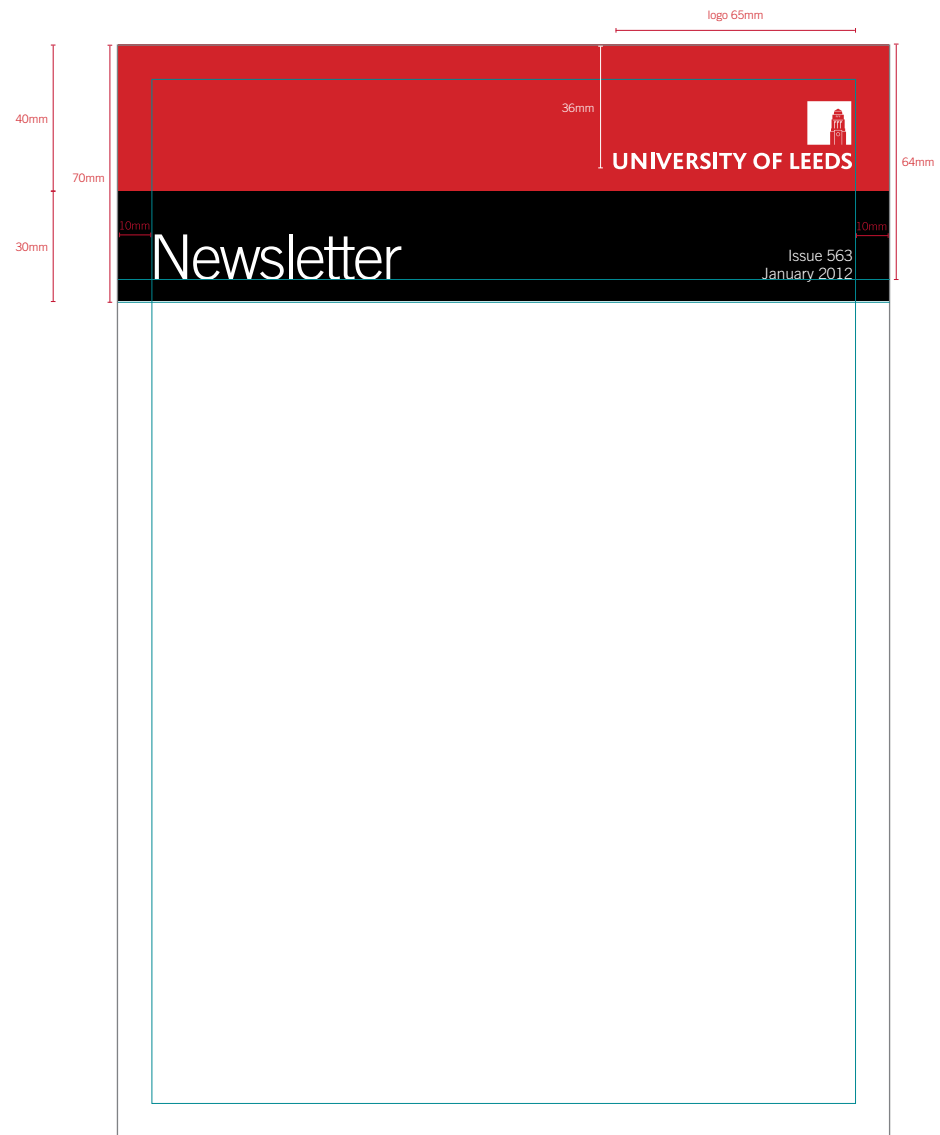 logo 65mm
36mm
40mm
UNIVERSITY OF LEEDS
64mm
70mm
10mm
10mm
30mm
Newsletter
Issue 563
January 2012